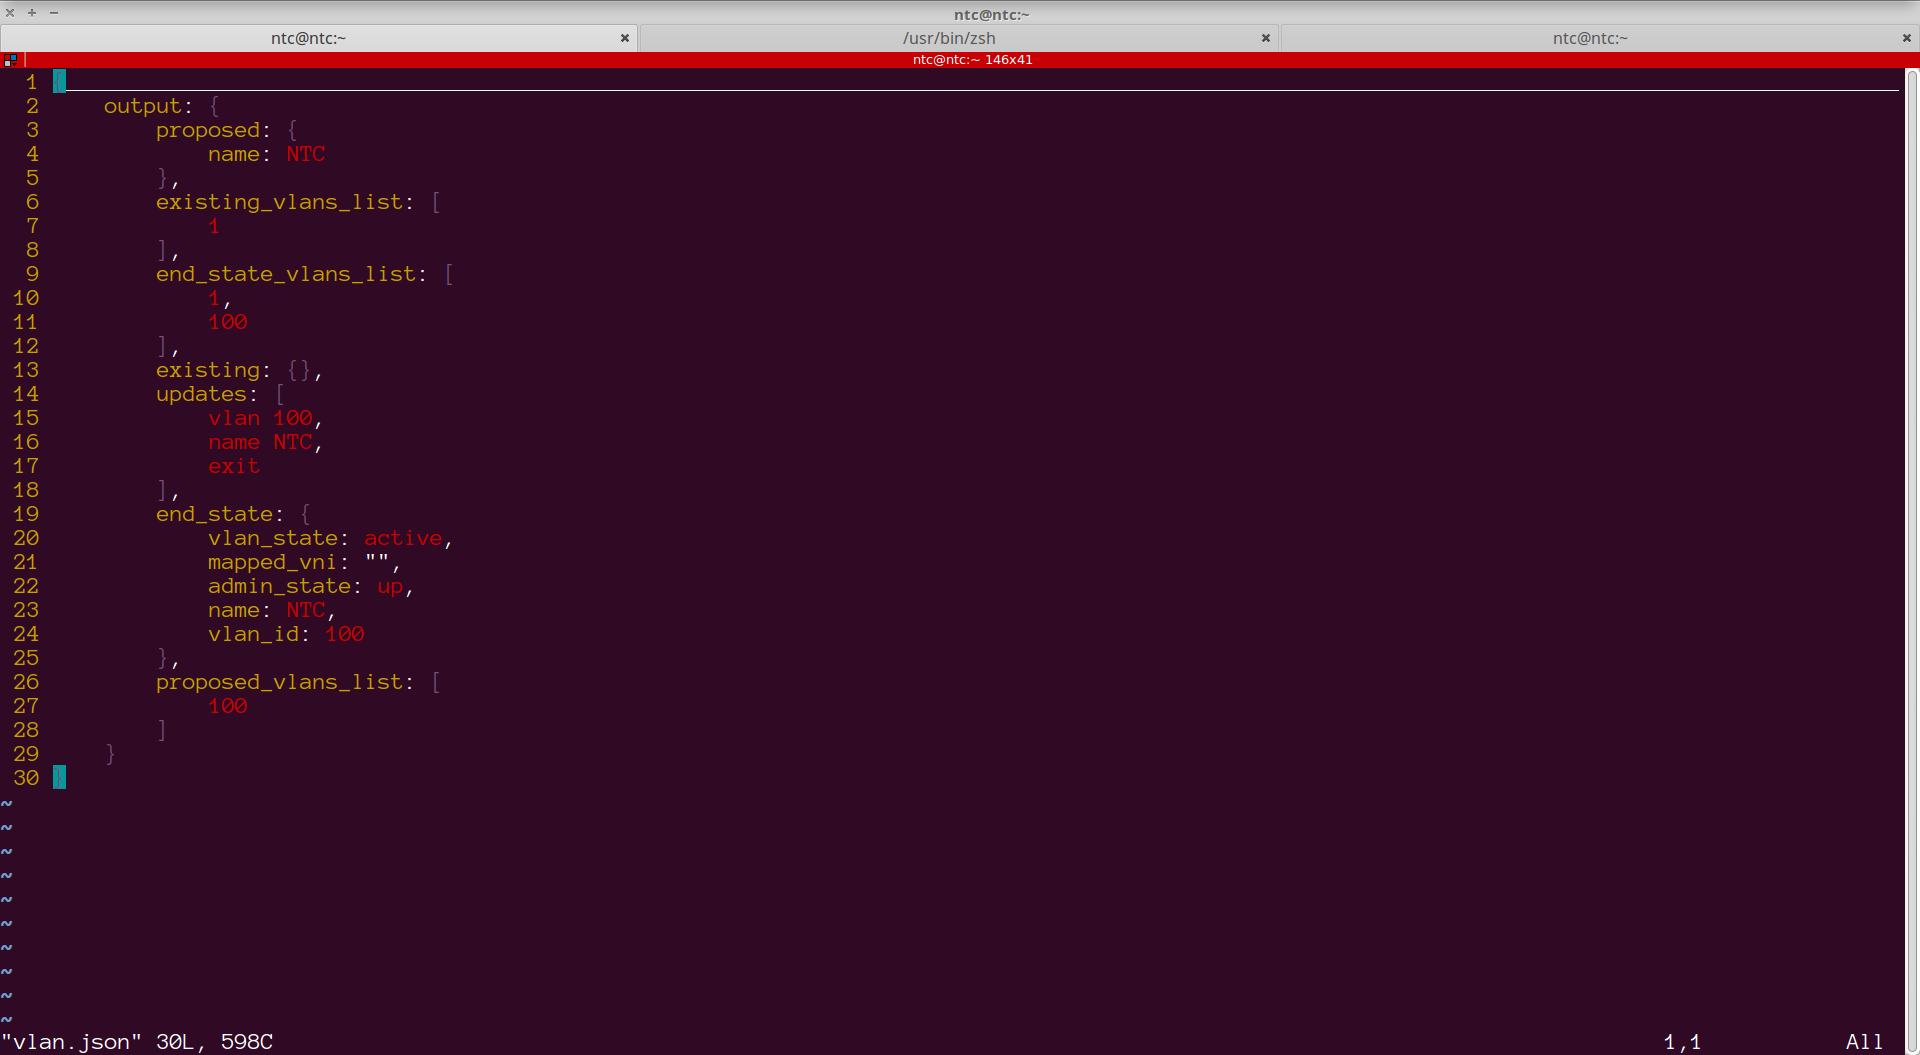 ntc@ntc:~
ntc@ntc:~ /usr/bin/zsh ntc@ntc:~
ntc@ntc:~ 146x41
1 {
2     output: {
3         proposed: {
4             name: NTC
5         },
6         existing_vlans_list: [
7             1
8         ],
9         end_state_vlans_list: [
10             1,
11             100
12         ],
13         existing: {},
14         updates: [
15             vlan 100,
16             name NTC,
17             exit
18         ],
19         end_state: {
20             vlan_state: active,
21             mapped_vni: "",
22             admin_state: up,
23             name: NTC,
24             vlan_id: 100
25         },
26         proposed_vlans_list: [
27             100
28         ]
29     }
30 }
~
~
~
~
~
~
~
~
~
~
"vlan.json" 30L, 598C 1,1 All